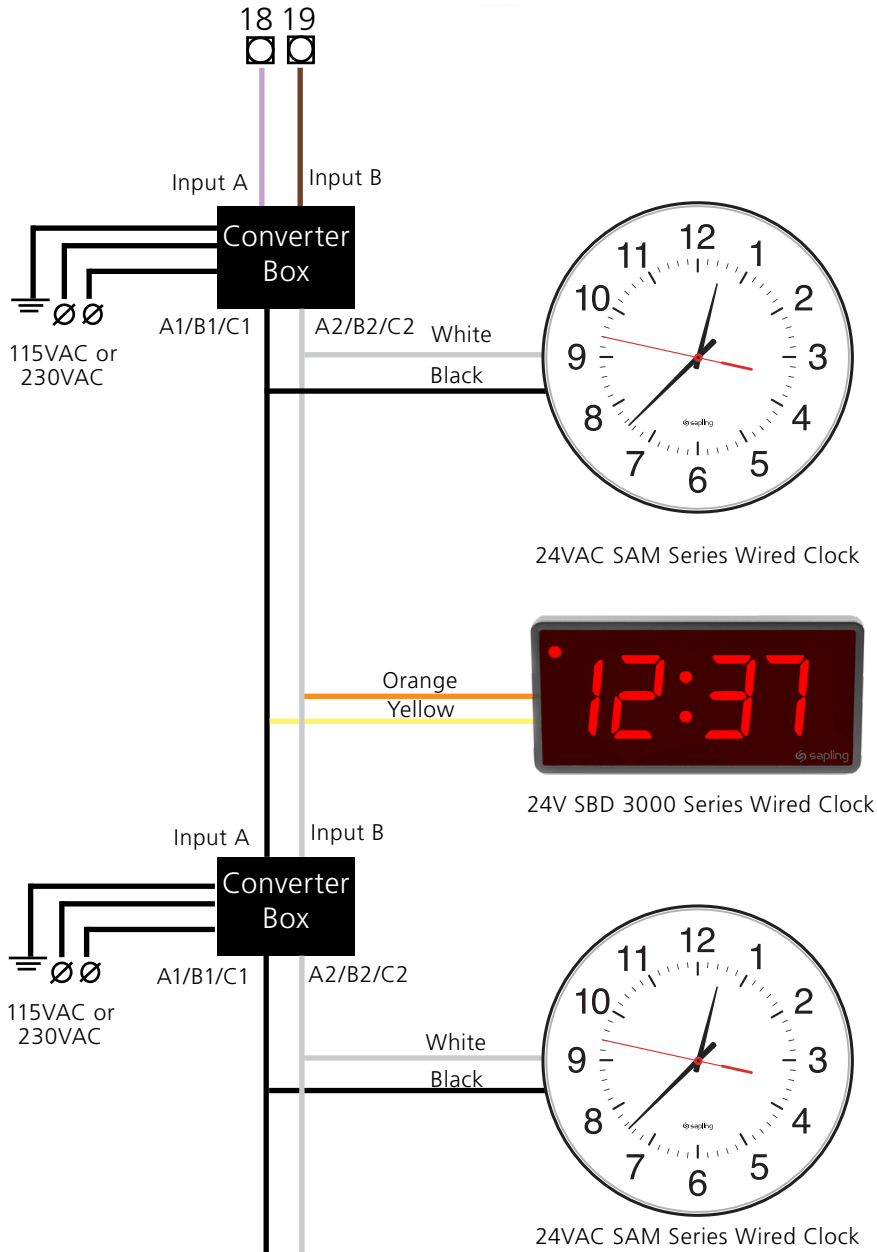 18 19
Input A
Input B
Converter
Box
115VAC or
230VAC
A1/B1/C1
A2/B2/C2
White
Black
12
1
2
3
4
5
6
7
8
9
10
11
sapling
24VAC SAM Series Wired Clock
Orange
Yellow
12:37
sapling
24V SBD 3000 Series Wired Clock
Input A
Input B
Converter
Box
115VAC or
230VAC
A1/B1/C1
A2/B2/C2
White
Black
12
1
2
3
4
5
6
7
8
9
10
11
sapling
24VAC SAM Series Wired Clock